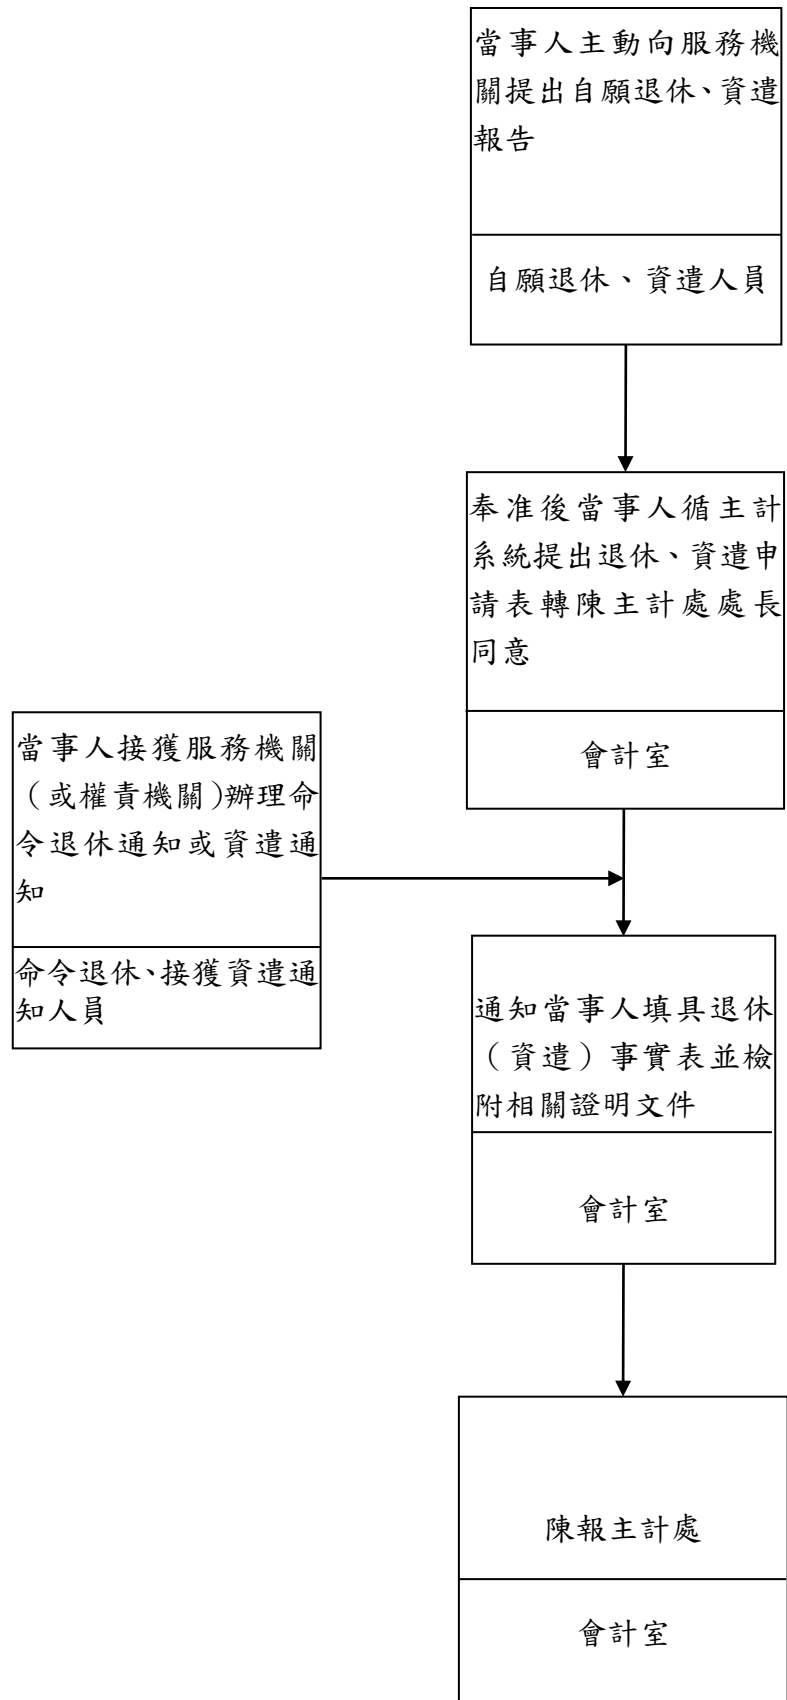 當事人主動向服務機
關提出自願退休、資遣
報告
自願退休、資遣人員
奉准後當事人循主計
系統提出退休、資遣申
請表轉陳主計處處長
同意
會計室
當事人接獲服務機關
（或權責機關）辦理命
令退休通知或資遣通
知
命令退休、接獲資遣通
知人員
通知當事人填具退休
（資遣）事實表並檢
附相關證明文件
會計室
陳報主計處
會計室